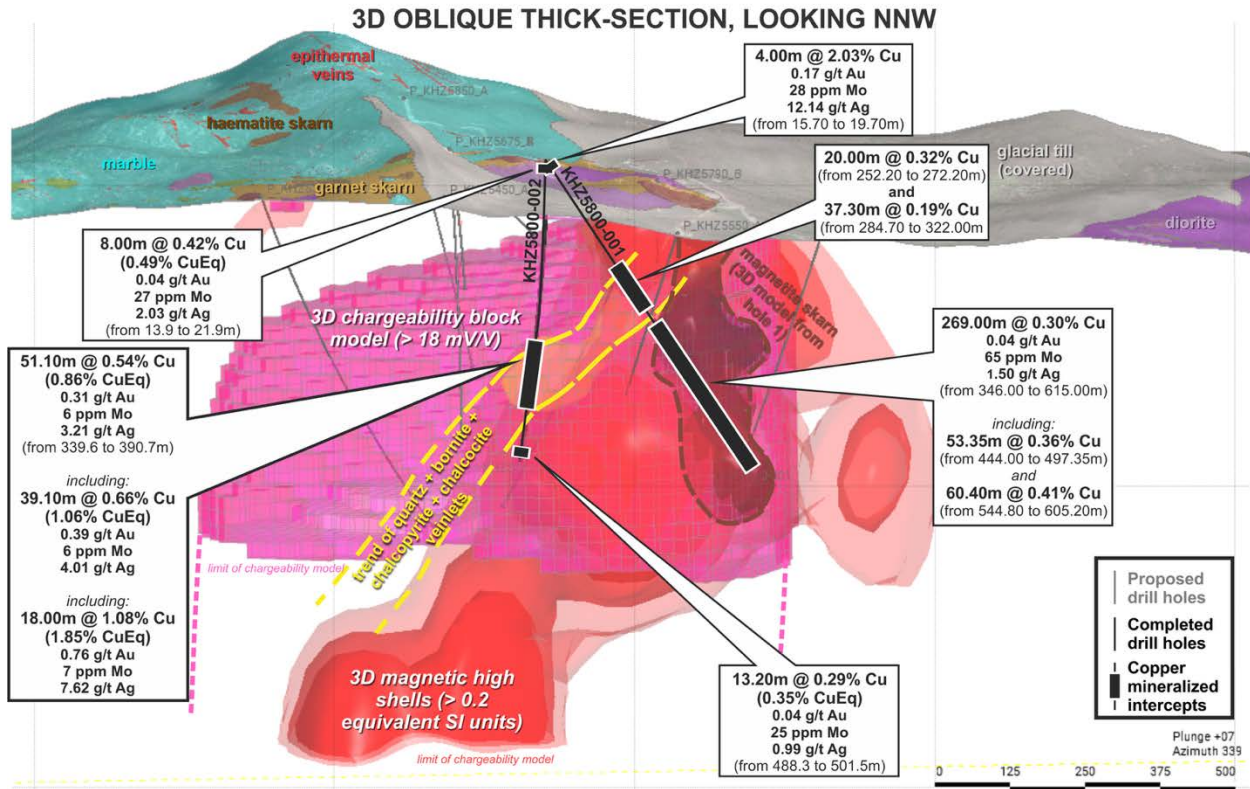 3D OBLIQUE THICK-SECTION, LOOKING NNW
epithermal
veins
haematite skarn
marble
garnet skarn
P_KHZ5850_A
P_KHZ5675_B
KHZ5450_A
P_KHZ5790_B
P_KHZ5550
glacial till
(covered)
diorite
4.00m @ 2.03% Cu
0.17 g/t Au
28 ppm Mo
12.14 g/t Ag
(from 15.70 to 19.70m)
20.00m @ 0.32% Cu
(from 252.20 to 272.20m)
and
37.30m @ 0.19% Cu
(from 284.70 to 322.00m
8.00m @ 0.42% Cu
(0.49% CuEq)
0.04 g/t Au
27 ppm Mo
2.03 g/t Ag
(from 13.9 to 21.9m)
KHZ5800-002
KHZ5800-001
3D chargeability block
model (> 18 mV/V)
magnetite skarn
(3D model from
hole 1)
51.10m @ 0.54% Cu
(0.86% CuEq)
0.31 g/t Au
6 ppm Mo
3.21 g/t Ag
(from 339.6 to 390.7m)
including:
39.10m @ 0.66% Cu
(1.06% CuEq)
0.39 g/t Au
6 ppm Mo
4.01 g/t Ag
including:
18.00m @ 1.08% Cu
(1.85% CuEq)
0.76 g/t Au
7 ppm Mo
7.62 g/t Ag
269.00m @ 0.30% Cu
0.04 g/t Au
65 ppm Mo
1.50 g/t Ag
(from 346.00 to 615.00m)
including:
53.35m @ 0.36% Cu
(from 444.00 to 497.35m)
and
60.40m @ 0.41% Cu
(from 544.80 to 605.20m)
trend of quartz + bornite +
chalcopyrite + chalcocite
veinlets
limit of chargeability model
3D magnetic high
shells (> 0.2
equivalent SI units)
limit of chargeability model
13.20m @ 0.29% Cu
(0.35% CuEq)
0.04 g/t Au
25 ppm Mo
0.99 g/t Ag
(from 488.3 to 501.5m)
Proposed
drill holes
Completed
drill holes
Copper
mineralized
intercepts
Plunge +07
Azimuth 339
0 125 250 375 500